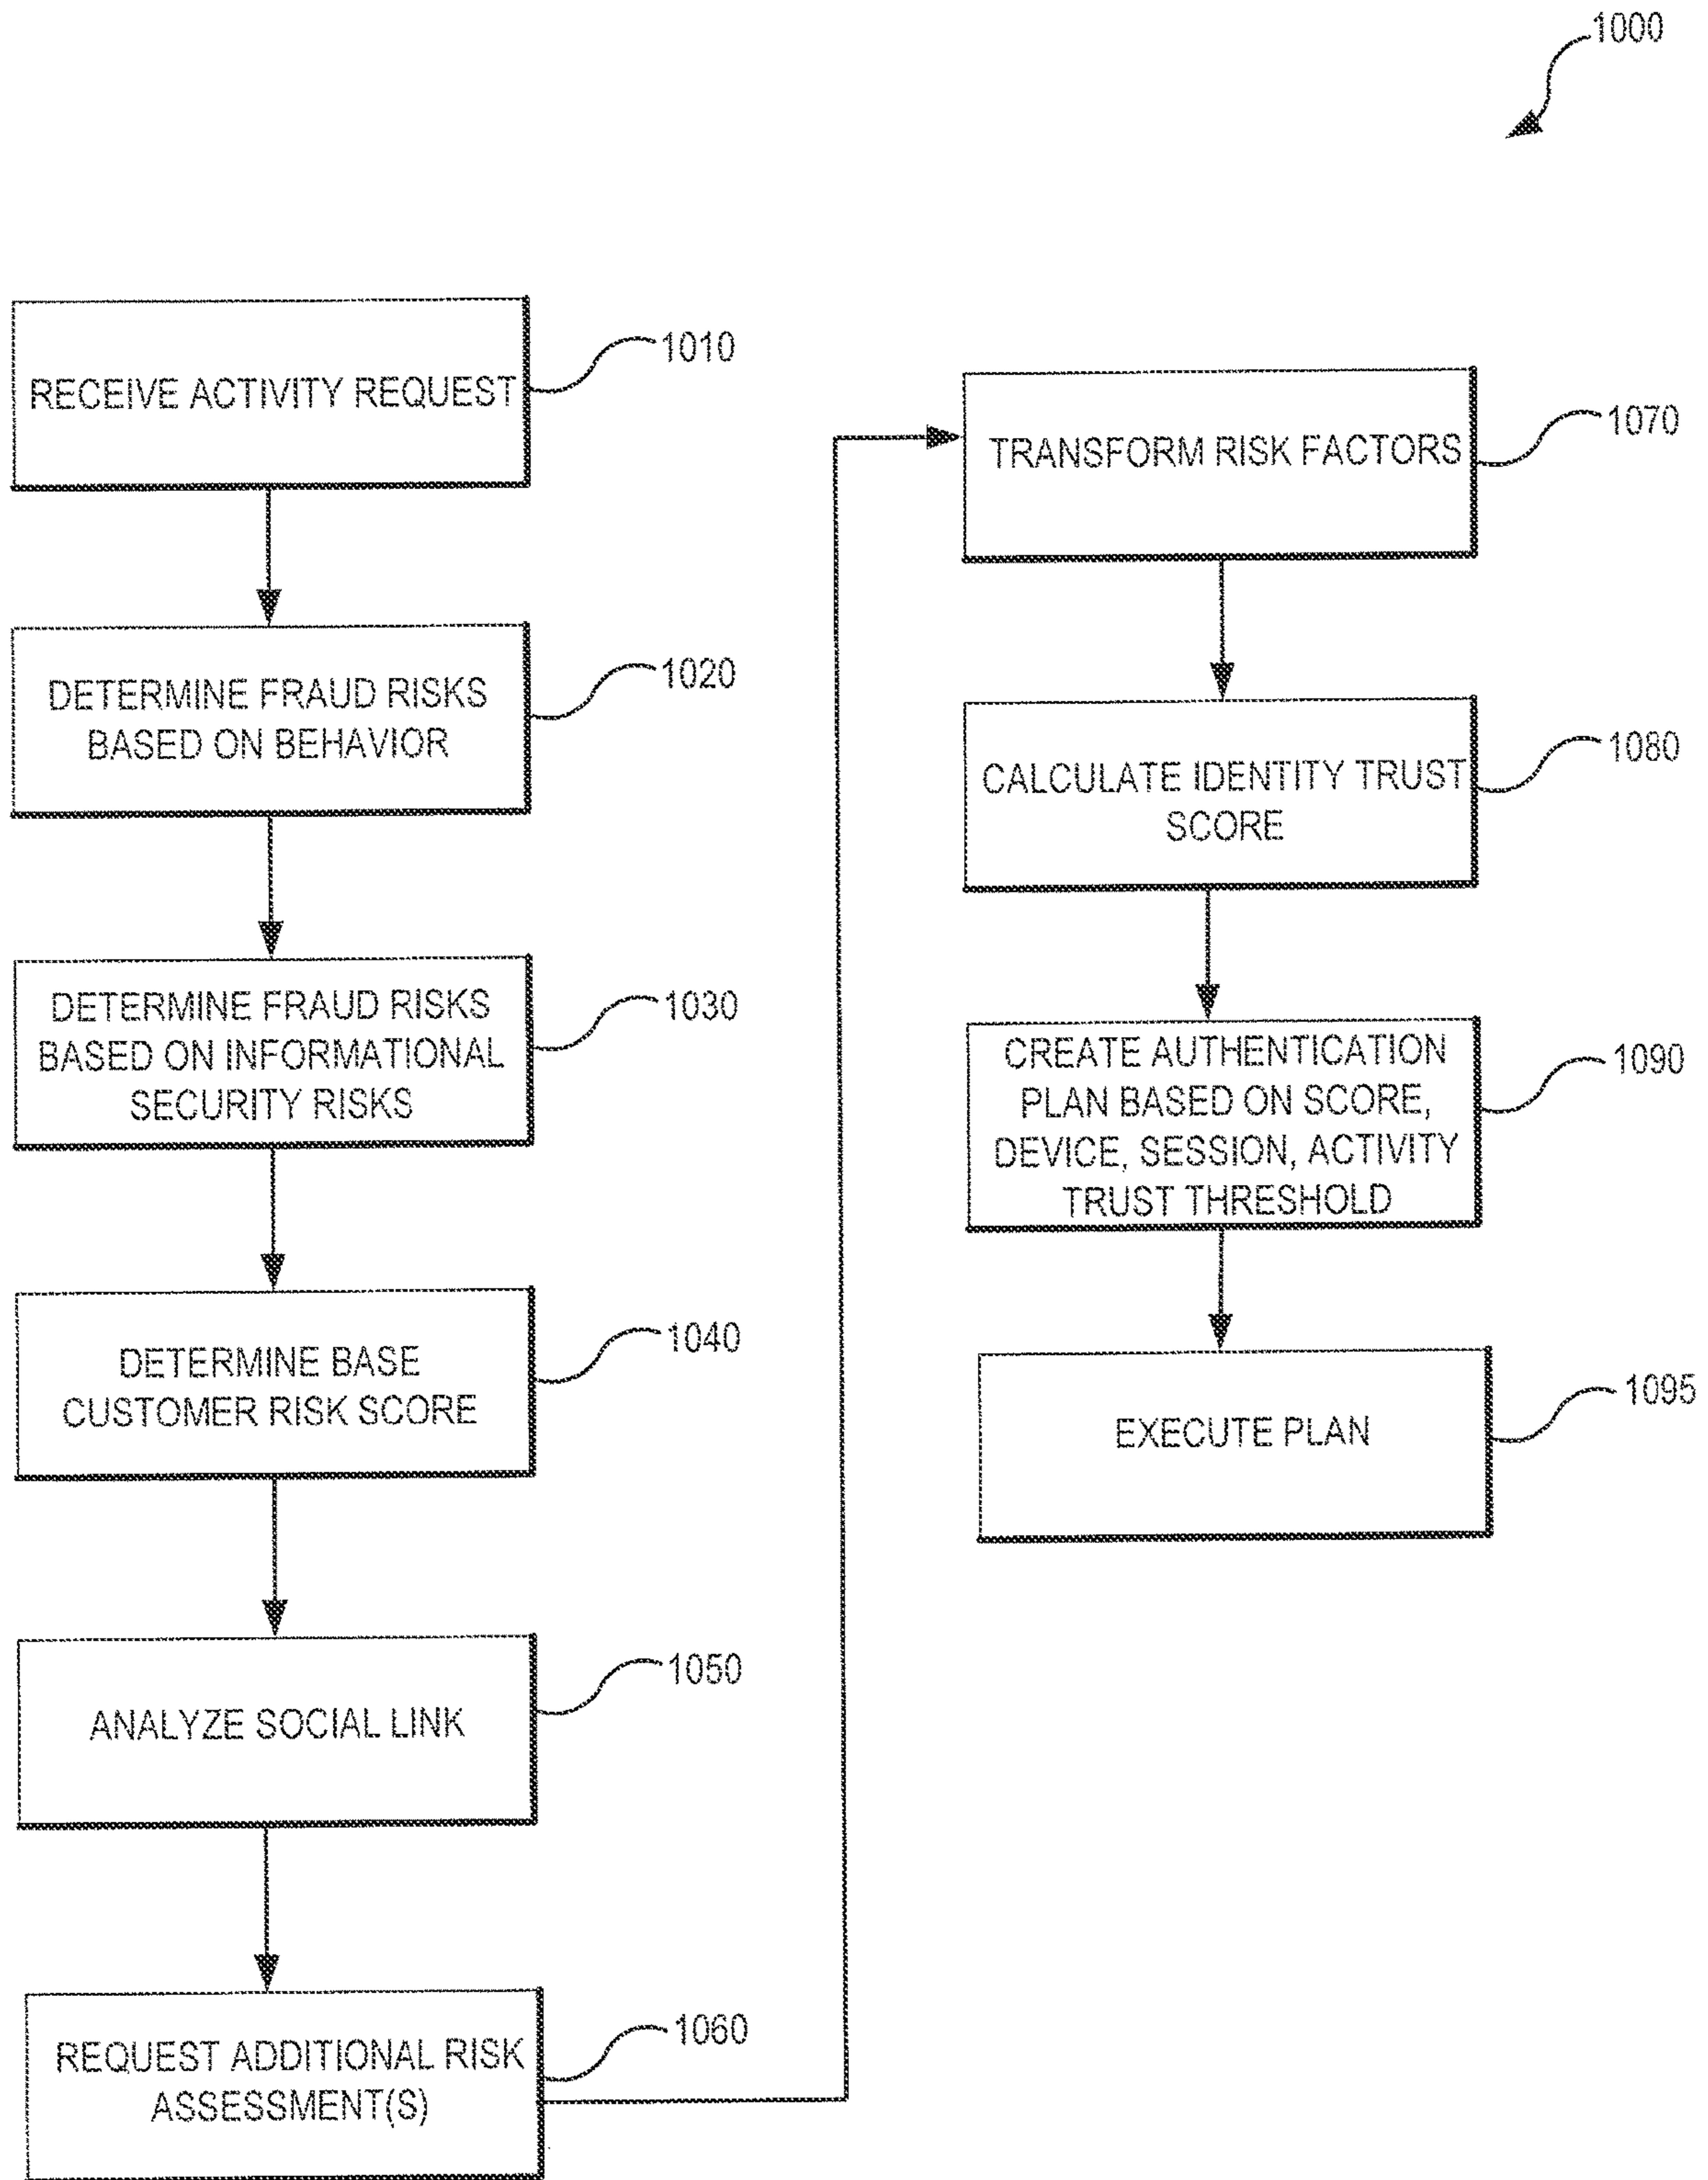 1000
RECEIVE ACTIVITY REQUEST
1010
DETERMINE FRAUD RISKS
BASED ON BEHAVIOR
1020
DETERMINE FRAUD RISKS
BASED ON INFORMATIONAL
SECURITY RISKS
1030
DETERMINE BASE
CUSTOMER RISK SCORE
1040
ANALYZE SOCIAL LINK
1050
REQUEST ADDITIONAL RISK
ASSESSMENT(S)
1060
TRANSFORM RISK FACTORS
1070
CALCULATE IDENTITY TRUST
SCORE
1080
CREATE AUTHENTICATION
PLAN BASED ON SCORE,
DEVICE, SESSION, ACTIVITY
TRUST THRESHOLD
1090
EXECUTE PLAN
1095